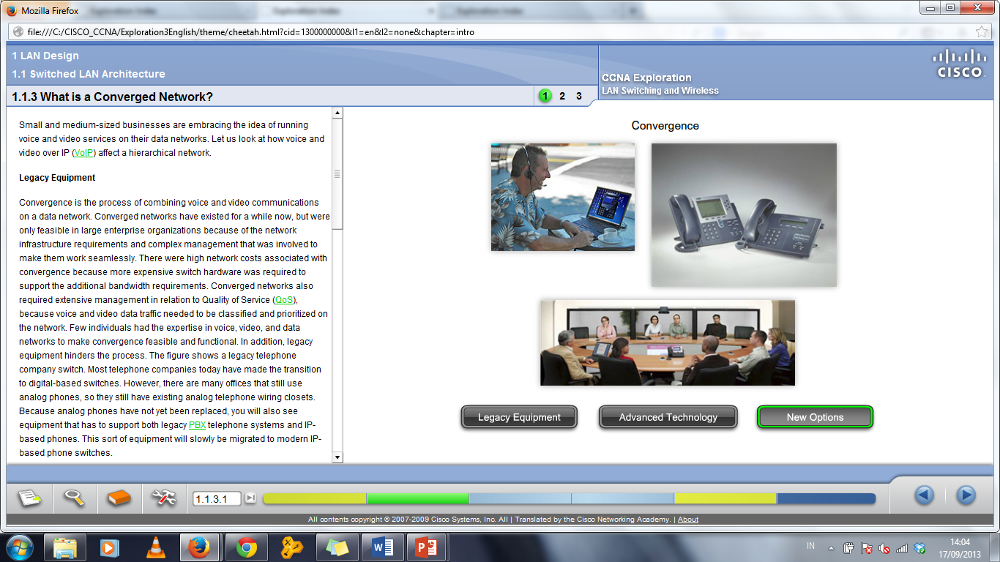 Mozilla Firefox
file:///C:/CISCO_CCNA/Exploration3English/theme/cheetah.html?cid=1300000000&l1=en&l2=none&chapter=intro
1 LAN Design
1.1 Switched LAN Architecture
CISCO
CCNA Exploration
LAN Switching and Wireless
1.1.3 What is a Converged Network?
1 2 3
Small and medium-sized businesses are embracing the idea of running
voice and video services on their data networks. Let us look at how voice and
video over IP (VoIP) affect a hierarchical network.
Legacy Equipment
Convergence is the process of combining voice and video communications
on a data network. Converged networks have existed for a while now, but were
only feasible in large enterprise organizations because of the network
infrastructure requirements and complex management that was involved to
make them work seamlessly. There were high network costs associated with
convergence because more expensive switch hardware was required to
support the additional bandwidth requirements. Converged networks also
required extensive management in relation to Quality of Service (QoS),
because voice and video data traffic needed to be classified and prioritized on
the network. Few individuals had the expertise in voice, video, and data
networks to make convergence feasible and functional. In addition, legacy
equipment hinders the process. The figure shows a legacy telephone
company switch. Most telephone companies today have made the transition
to digital-based switches. However, there are many offices that still use
analog phones, so they still have existing analog telephone wiring closets.
Because analog phones have not yet been replaced, you will also see
equipment that has to support both legacy PBX telephone systems and IP-
based phones. This sort of equipment will slowly be migrated to modern IP-
based phone switches.
Convergence
Legacy Equipment
Advanced Technology
New Options
1.1.3.1
All contents copyright © 2007-2009 Cisco Systems, Inc. All | Translated by the Cisco Networking Academy. | About
IN
14:04
17/09/2013